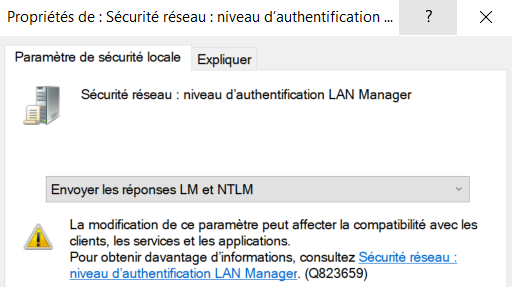 Propriétés de : Sécurité réseau : niveau d’authentification ...
?
Paramètre de sécurité locale
Expliquer
Sécurité réseau : niveau d’authentification LAN Manager
Envoyer les réponses LM et NTLM
La modification de ce paramètre peut affecter la compatibilité avec les
clients, les services et les applications.
Pour obtenir davantage d’informations, consultez Sécurité réseau :
niveau d’authentification LAN Manager. (Q823659)